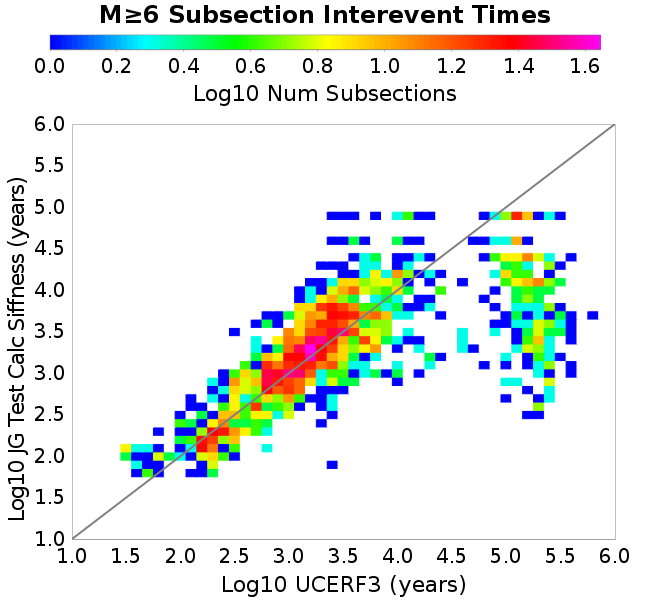 M≥6 Subsection Interevent Times
0.0 0.2 0.4 0.6 0.8 1.0 1.2 1.4 1.6
Log10 Num Subsections
6.0
5.5
5.0
4.5
4.0
3.5
3.0
2.5
2.0
1.5
1.0
Log10 JG Test Calc Siffness (years)
1.0 1.5 2.0 2.5 3.0 3.5 4.0 4.5 5.0 5.5 6.0
Log10 UCERF3 (years)